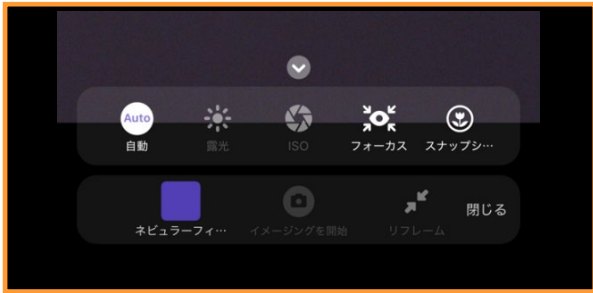 Auto
自動
露光
ISO
フォーカス
スナップシ…
ネビュラーフィ…
イメージングを開始
リフレーム
閉じる